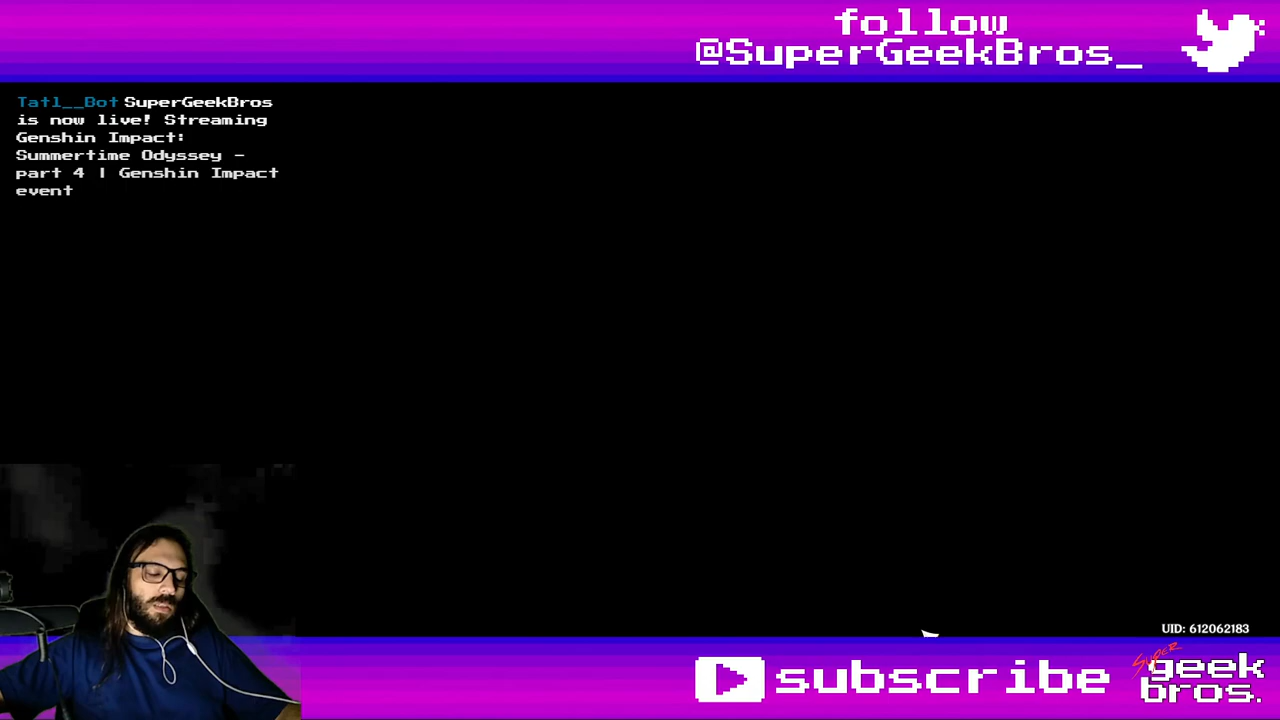 follow
@SuperGeekBros_
Tatl__Bot SuperGeekBros
is now live! Streaming
Genshin Impact:
Summertime Odyssey -
part 4 | Genshin Impact
event
UID: 612062183
subscribe
SUPER
geek
bros.